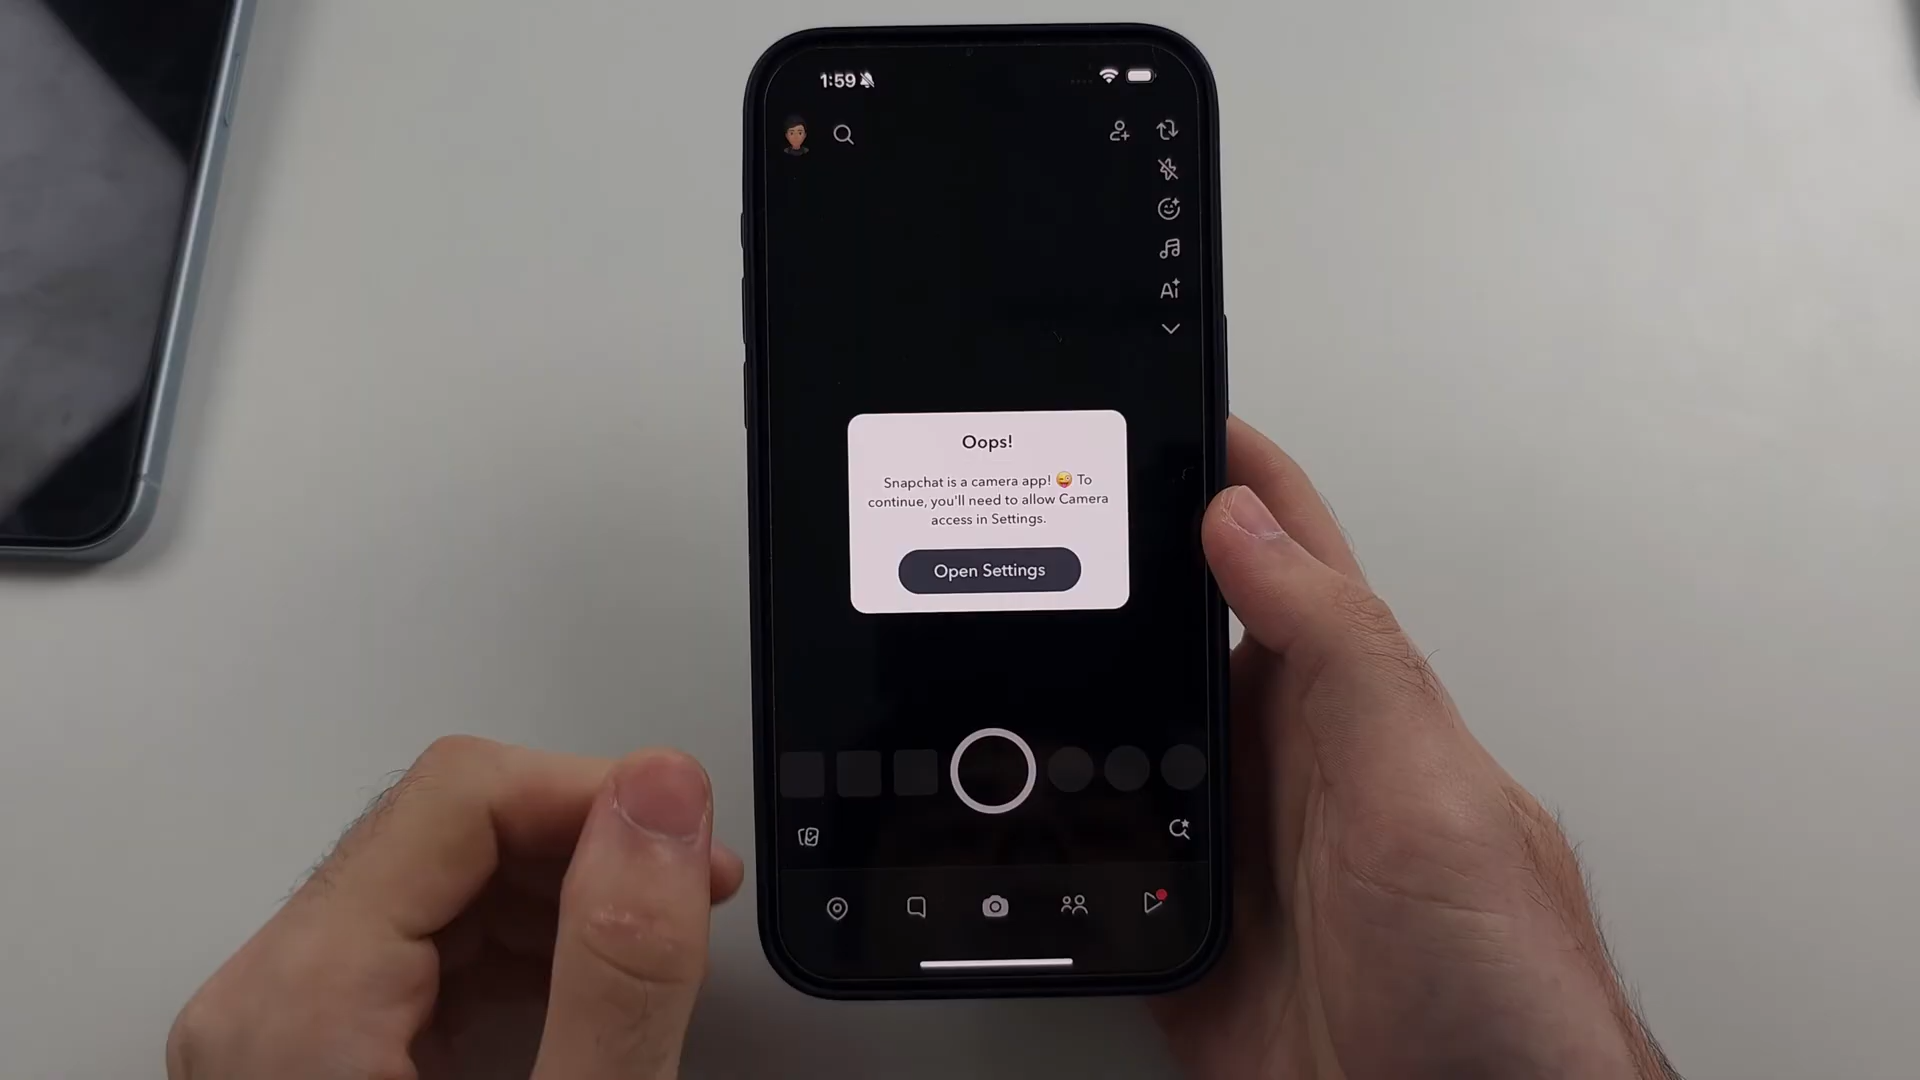 1:59
Ai
Oops!
Snapchat is a camera app! 😜 To
continue, you'll need to allow Camera
access in Settings.
Open Settings